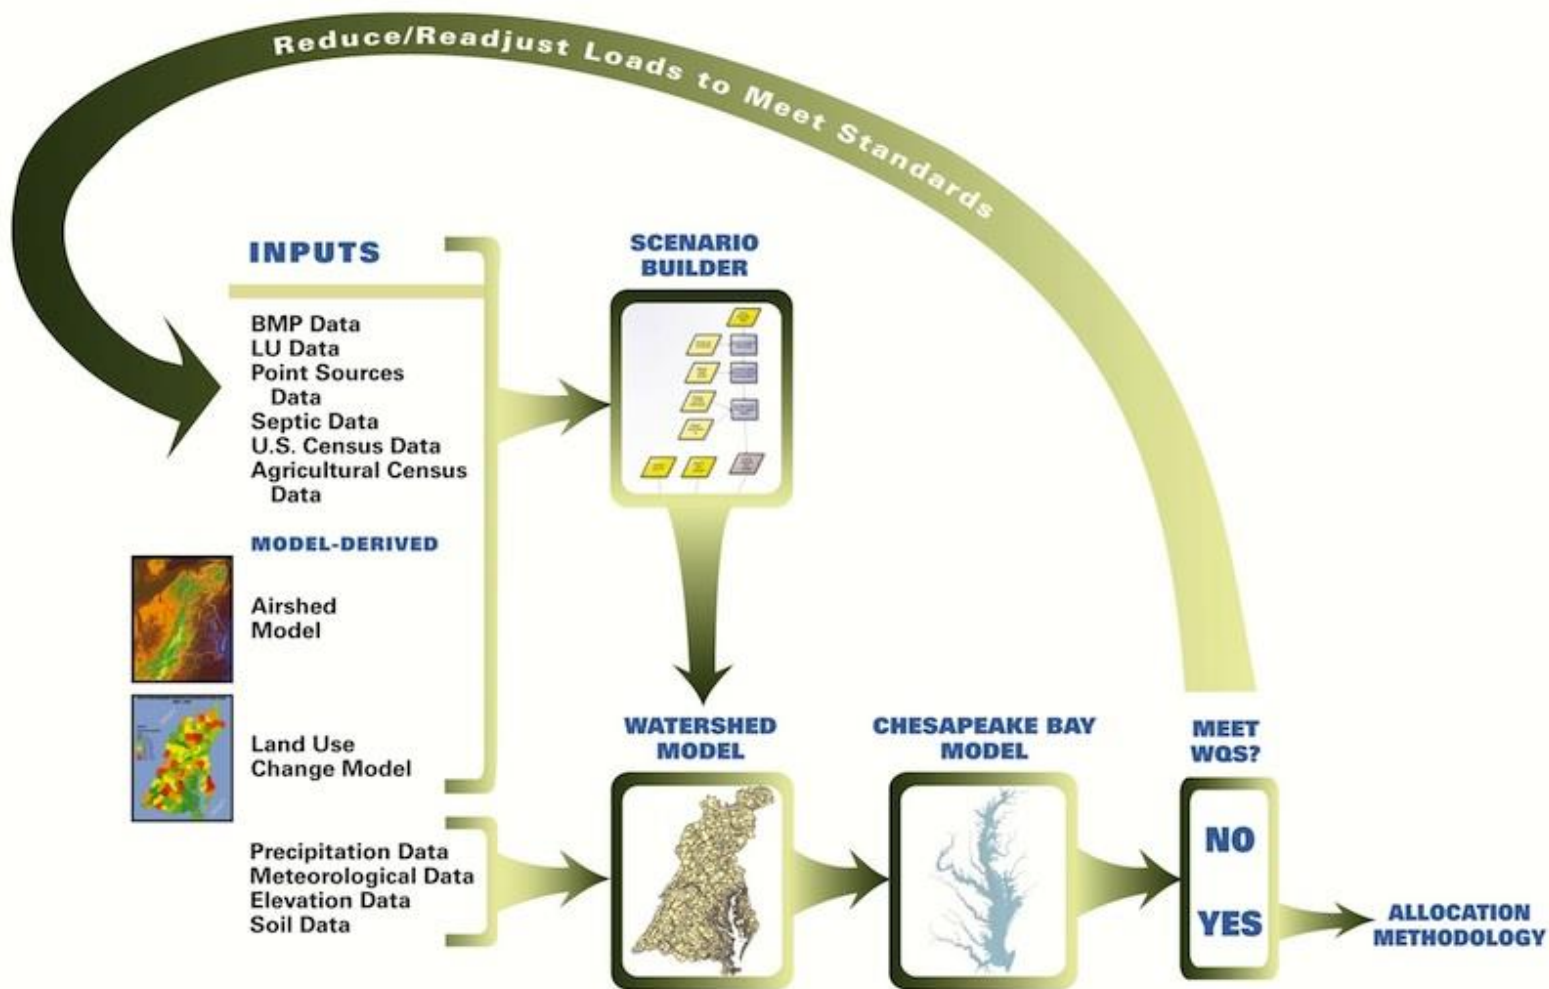 Reduce/Readjust Loads to Meet Standards
INPUTS
BMP Data
LU Data
Point Sources
Data
Septic Data
U.S. Census Data
Agricultural Census
Data
MODEL-DERIVED
Airshed
Model
Land Use
Change Model
Precipitation Data
Meteorological Data
Elevation Data
Soil Data
SCENARIO
BUILDER
WATERSHED
MODEL
CHESAPEAKE BAY
MODEL
MEET
WQS?
NO
YES
ALLOCATION
METHODOLOGY